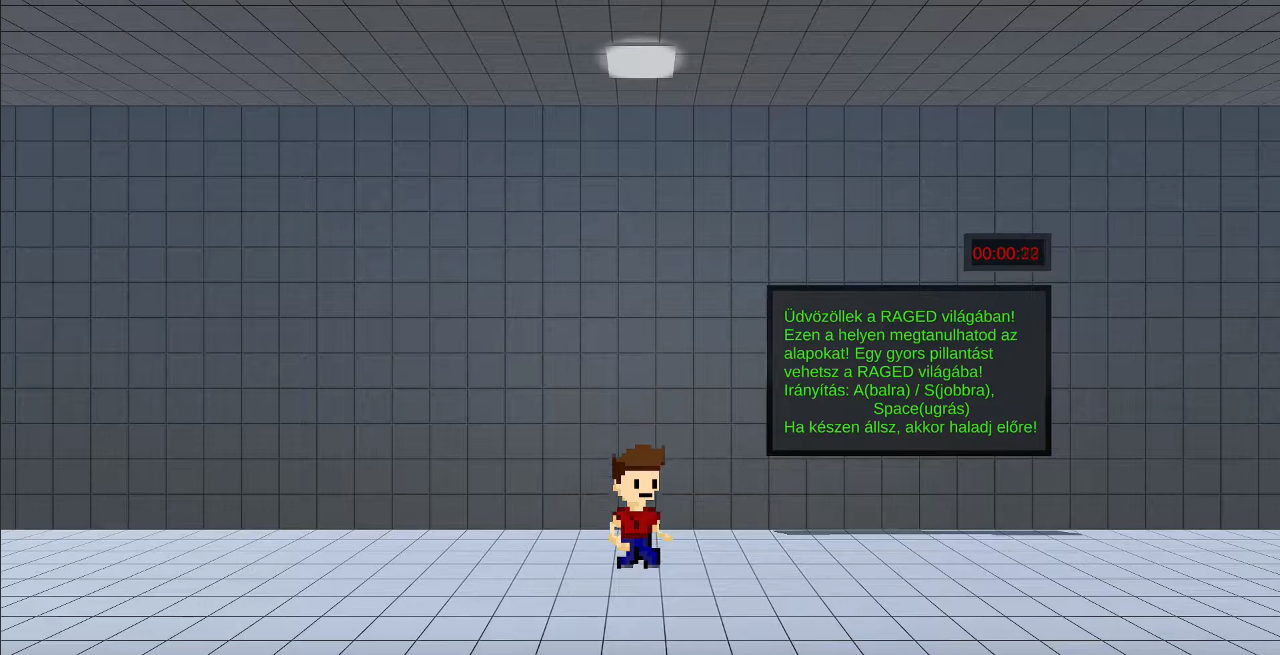 00:00:22
Üdvözöllek a RAGED világában!
Ezen a helyen megtanulhatod az
alapokat! Egy gyors pillantást
vehetsz a RAGED világába!
Irányítás: A(balra) / S(jobbra),
Space(ugrás)
Ha készen állsz, akkor haladj előre!